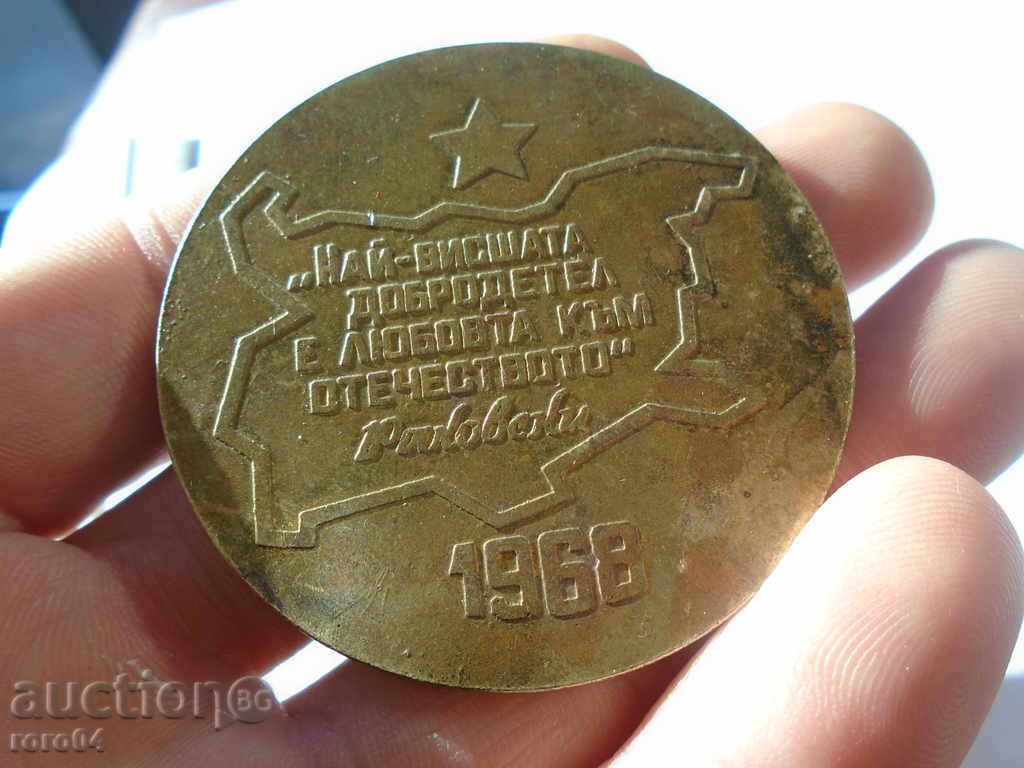 „НАЙ-ВИСШАТА
ДОБРОДЕТЕЛ
Е ЛЮБОВТА КЪМ
ОТЕЧЕСТВОТО"
Раковски
1968
auction.bg
roro04